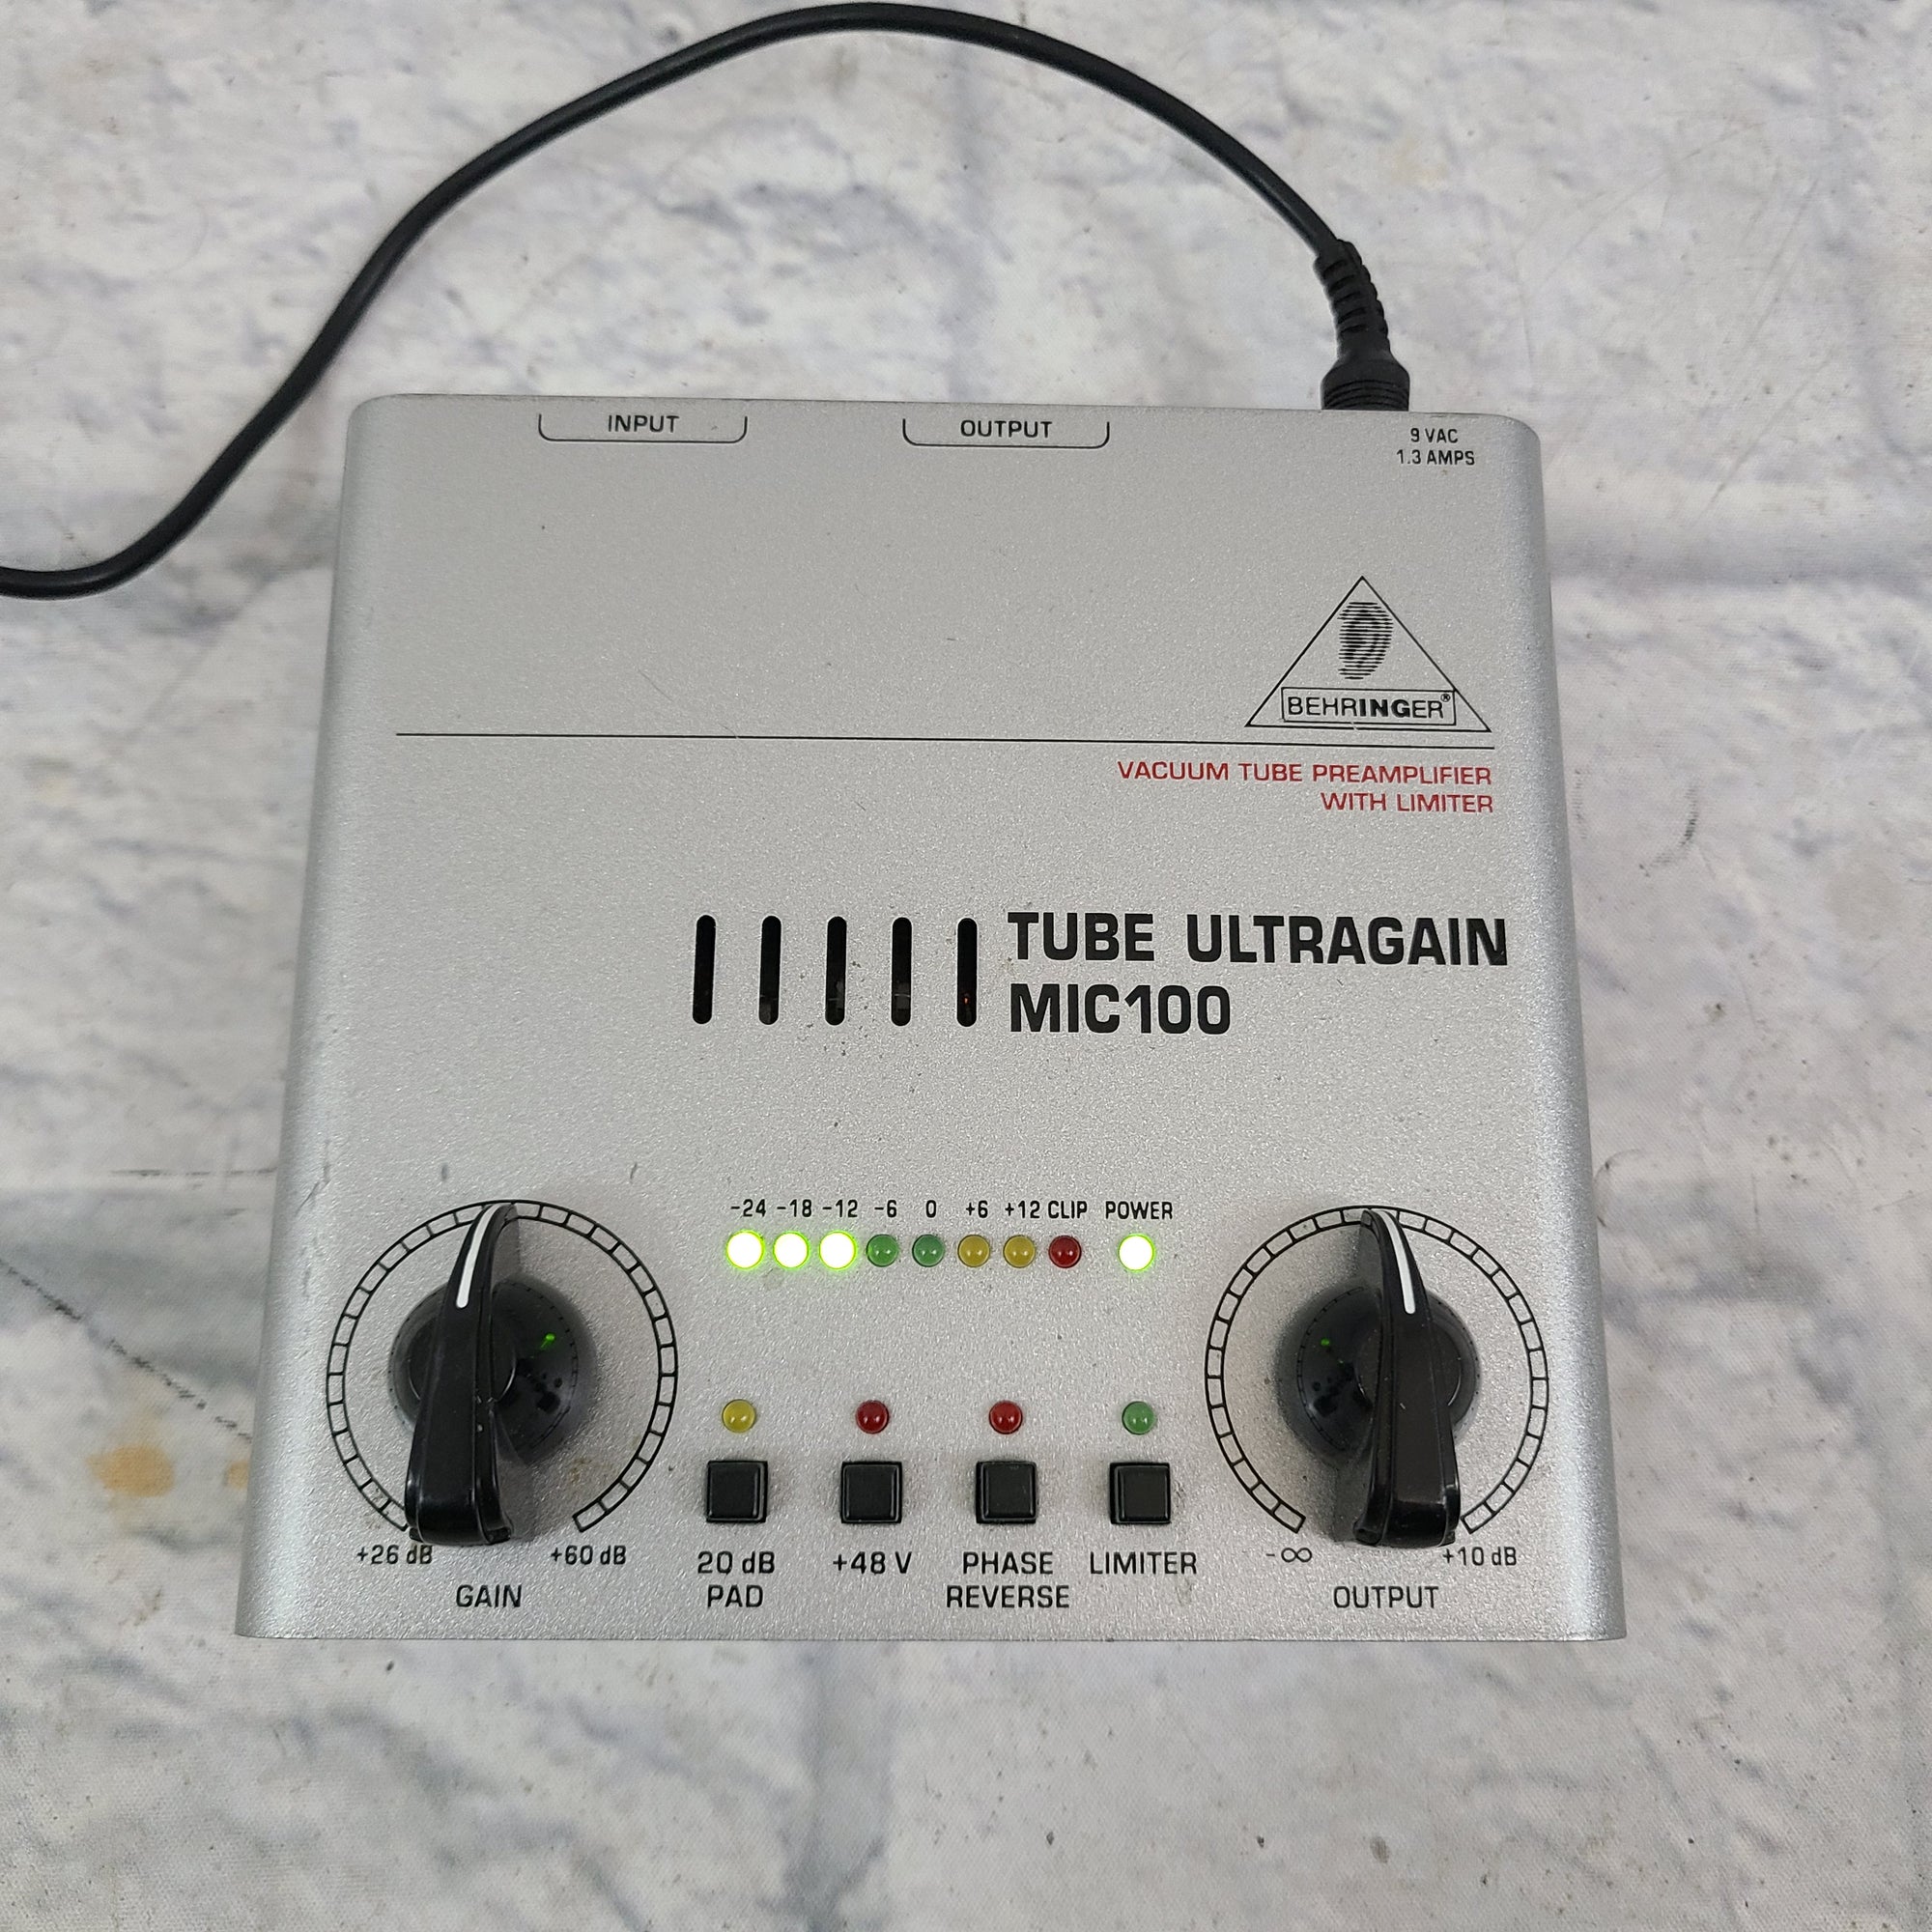 INPUT
OUTPUT
9 VAC
1.3 AMPS
BEHRINGER®
VACUUM TUBE PREAMPLIFIER
WITH LIMITER
TUBE ULTRAGAIN
MIC100
-24 -18 -12 -6 0 +6 +12 CLIP POWER
+26 dB +60 dB
GAIN
20 dB
PAD
+48 V
PHASE
REVERSE
LIMITER
-∞ +10 dB
OUTPUT